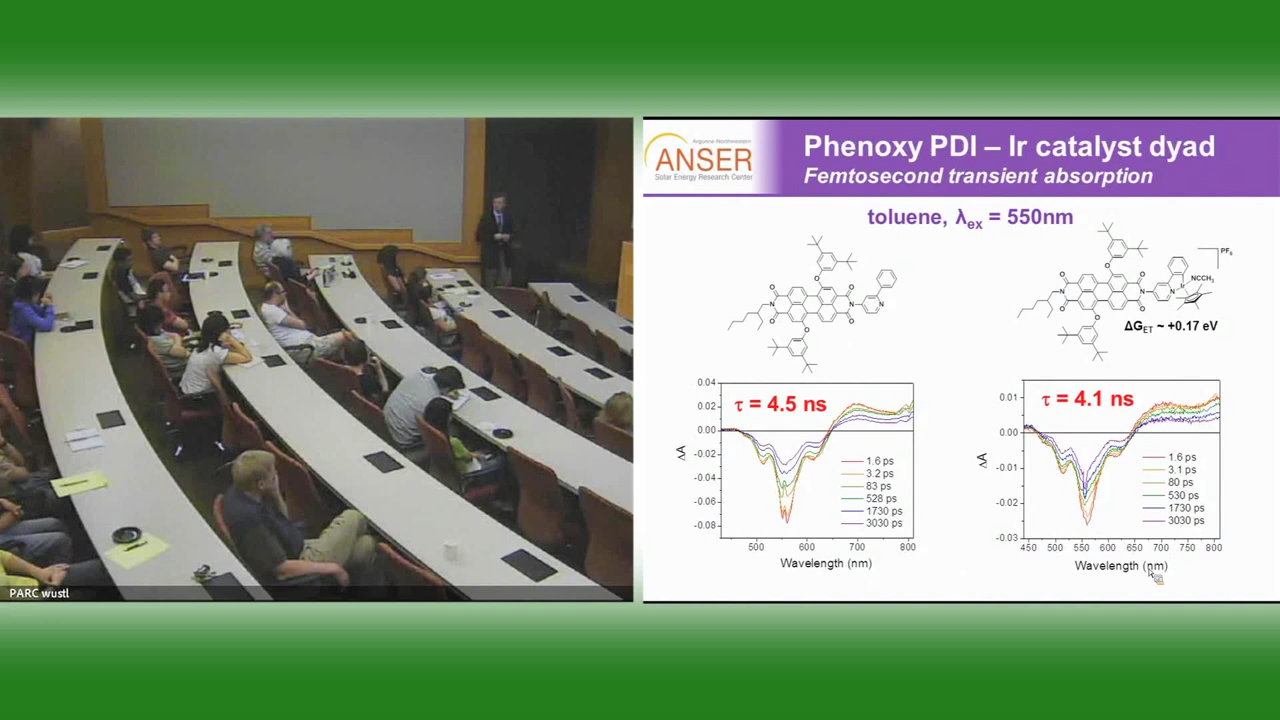 PARC wustl
Argonne-Northwestern
ANSER
Solar Energy Research Center
Phenoxy PDI – Ir catalyst dyad
Femtosecond transient absorption
toluene, λex = 550nm
PF6
NCCH3
ΔGET ~ +0.17 eV
τ = 4.5 ns
0.04
0.02
0.00
-0.02
-0.04
-0.06
-0.08
ΔA
1.6 ps
3.2 ps
83 ps
528 ps
1730 ps
3030 ps
500
600
700
800
Wavelength (nm)
τ = 4.1 ns
0.01
0.00
-0.01
-0.02
-0.03
ΔA
1.6 ps
3.1 ps
80 ps
530 ps
1730 ps
3030 ps
450
500
550
600
650
700
750
800
Wavelength (nm)